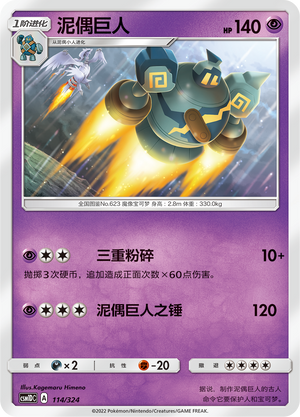 1阶进化
泥偶巨人
HP 140
从泥偶小人进化
全国图鉴No.623 魔像宝可梦 身高:2.8m 体重:330.0kg
三重粉碎 10+
抛掷3次硬币,追加造成正面次数×60点伤害。
泥偶巨人之锤 120
弱点 ×2 抗性 -20 撤退
Illus.Kagemaru Himeno
CSM1DC A 114/324
据说,制作泥偶巨人的古人
命令它要保护人和宝可梦。
©2022 Pokémon/Nintendo/Creatures/GAME FREAK.